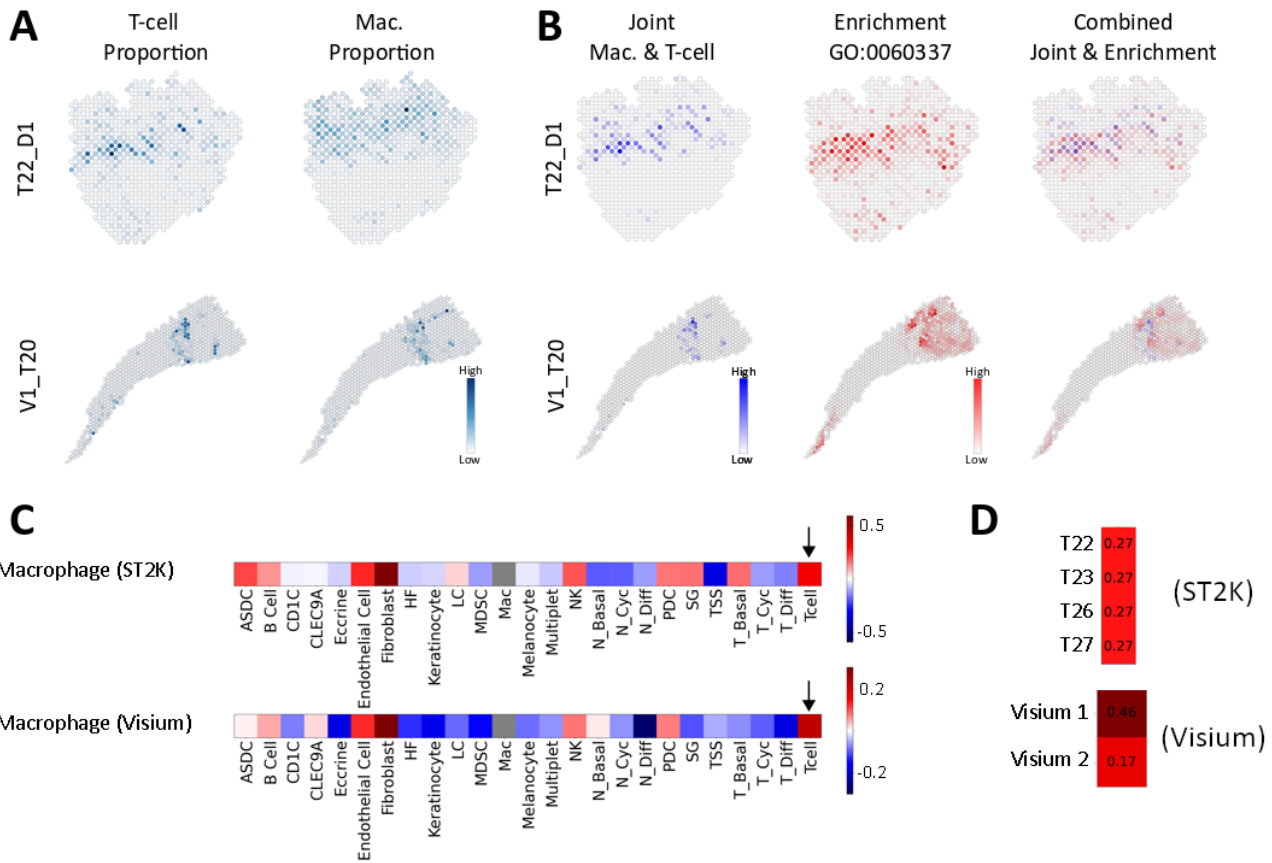 A
T-cell
Proportion
Mac.
Proportion
B
Joint
Mac. & T-cell
Enrichment
GO:0060337
Combined
Joint & Enrichment
T22_D1
T22_D1
V1_T20
High
Low
V1_T20
High
Low
High
Low
C
Macrophage (ST2K)
0.5
-0.5
ASDC
B Cell
CD1C
CLEC9A
Eccrine
Endothelial Cell
Fibroblast
HF
Keratinocyte
LC
MDSC
Mac
Melanocyte
Multiplet
NK
N_Basal
N_Cyc
N_Diff
PDC
SG
TSS
T_Basal
T_Cyc
T_Diff
Tcell
Macrophage (Visium)
0.2
-0.2
ASDC
B Cell
CD1C
CLEC9A
Eccrine
Endothelial Cell
Fibroblast
HF
Keratinocyte
LC
MDSC
Mac
Melanocyte
Multiplet
NK
N_Basal
N_Cyc
N_Diff
PDC
SG
TSS
T_Basal
T_Cyc
T_Diff
Tcell
D
T22 0.27
T23 0.27
T26 0.27
T27 0.27
(ST2K)
Visium 1 0.46
Visium 2 0.17
(Visium)